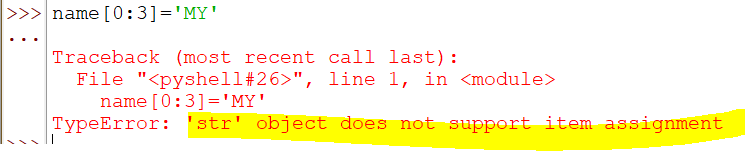 >>> name[0:3]='MY'
...
Traceback (most recent call last):
  File "<pyshell#26>", line 1, in <module>
    name[0:3]='MY'
TypeError: 'str' object does not support item assignment
>>>